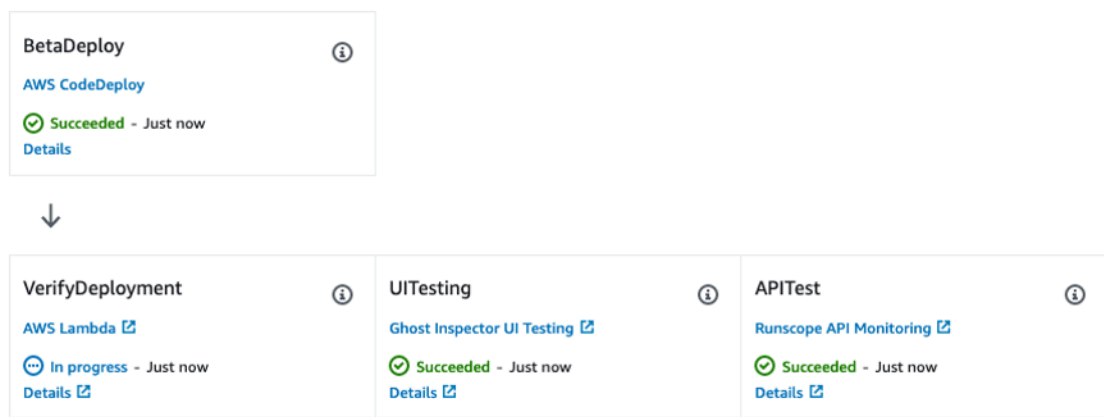 BetaDeploy
AWS CodeDeploy
Succeeded - Just now
Details
VerifyDeployment
AWS Lambda
In progress - Just now
Details
UITesting
Ghost Inspector UI Testing
Succeeded - Just now
Details
APITest
Runscope API Monitoring
Succeeded - Just now
Details